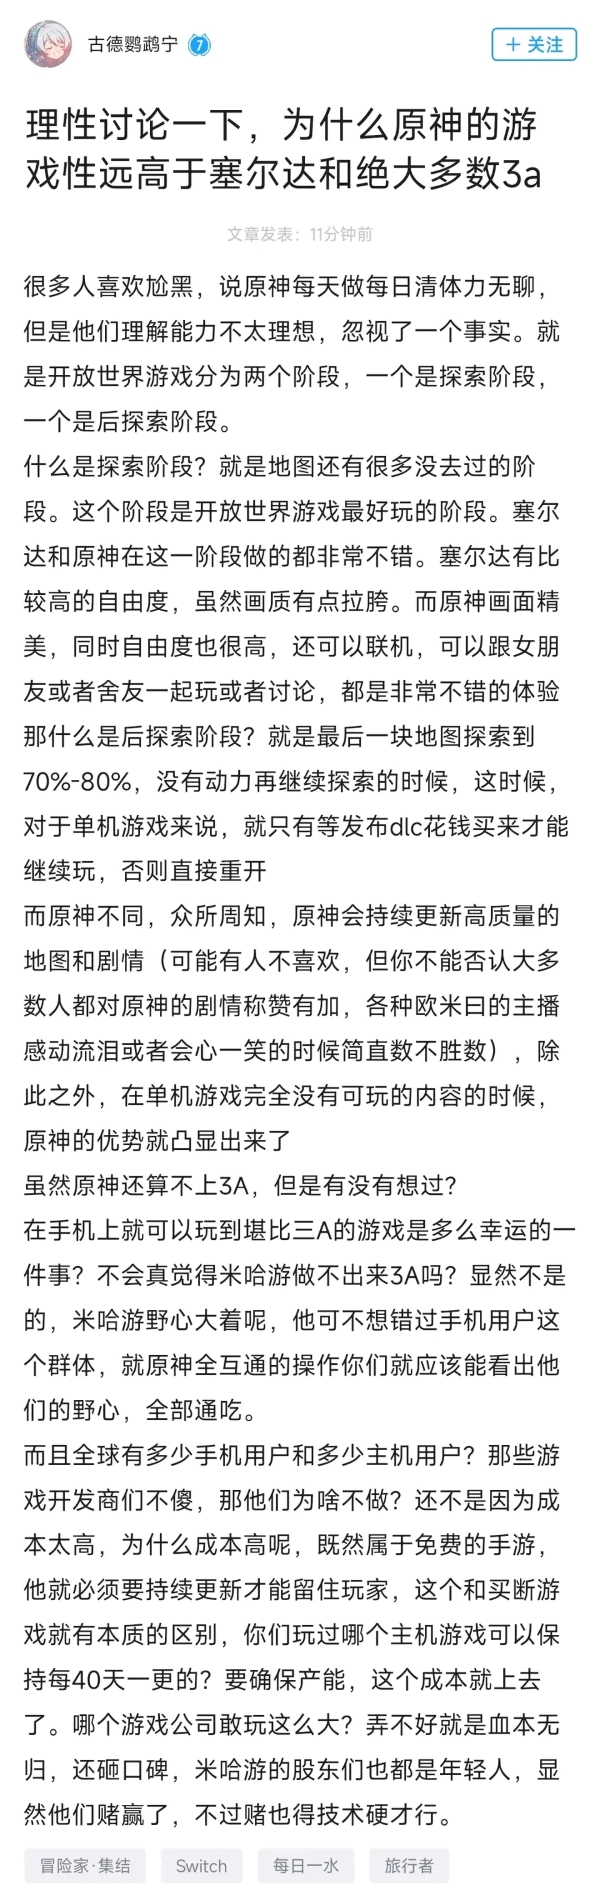 古德鹦鹉宁
7
+ 关注
理性讨论一下，为什么原神的游
戏性远高于塞尔达和绝大多数3a
文章发表：11分钟前
很多人喜欢尬黑，说原神每天做每日清体力无聊，
但是他们理解能力不太理想，忽视了一个事实。就
是开放世界游戏分为两个阶段，一个是探索阶段，
一个是后探索阶段。
什么是探索阶段？就是地图还有很多没去过的阶
段。这个阶段是开放世界游戏最好玩的阶段。塞尔
达和原神在这一阶段做的都非常不错。塞尔达有比
较高的自由度，虽然画质有点拉胯。而原神画面精
美，同时自由度也很高，还可以联机，可以跟女朋
友或者舍友一起玩或者讨论，都是非常不错的体验
那什么是后探索阶段？就是最后一块地图探索到
70%-80%，没有动力再继续探索的时候，这时候，
对于单机游戏来说，就只有等发布dlc花钱买来才能
继续玩，否则直接重开
而原神不同，众所周知，原神会持续更新高质量的
地图和剧情（可能有人不喜欢，但你不能否认大多
数人都对原神的剧情称赞有加，各种欧米曰的主播
感动流泪或者会心一笑的时候简直数不胜数），除
此之外，在单机游戏完全没有可玩的内容的时候，
原神的优势就凸显出来了
虽然原神还算不上3A，但是有没有想过？
在手机上就可以玩到堪比三A的游戏是多么幸运的一
件事？不会真觉得米哈游做不出来3A吗？显然不是
的，米哈游野心大着呢，他可不想错过手机用户这
个群体，就原神全互通的操作你们就应该能看出他
们的野心，全部通吃。
而且全球有多少手机用户和多少主机用户？那些游
戏开发商们不傻，那他们为啥不做？还不是因为成
本太高，为什么成本高呢，既然属于免费的手游，
他就必须要持续更新才能留住玩家，这个和买断游
戏就有本质的区别，你们玩过哪个主机游戏可以保
持每40天一更的？要确保产能，这个成本就上去
了。哪个游戏公司敢玩这么大？弄不好就是血本无
归，还砸口碑，米哈游的股东们也都是年轻人，显
然他们赌赢了，不过赌也得技术硬才行。
冒险家·集结
Switch
每日一水
旅行者